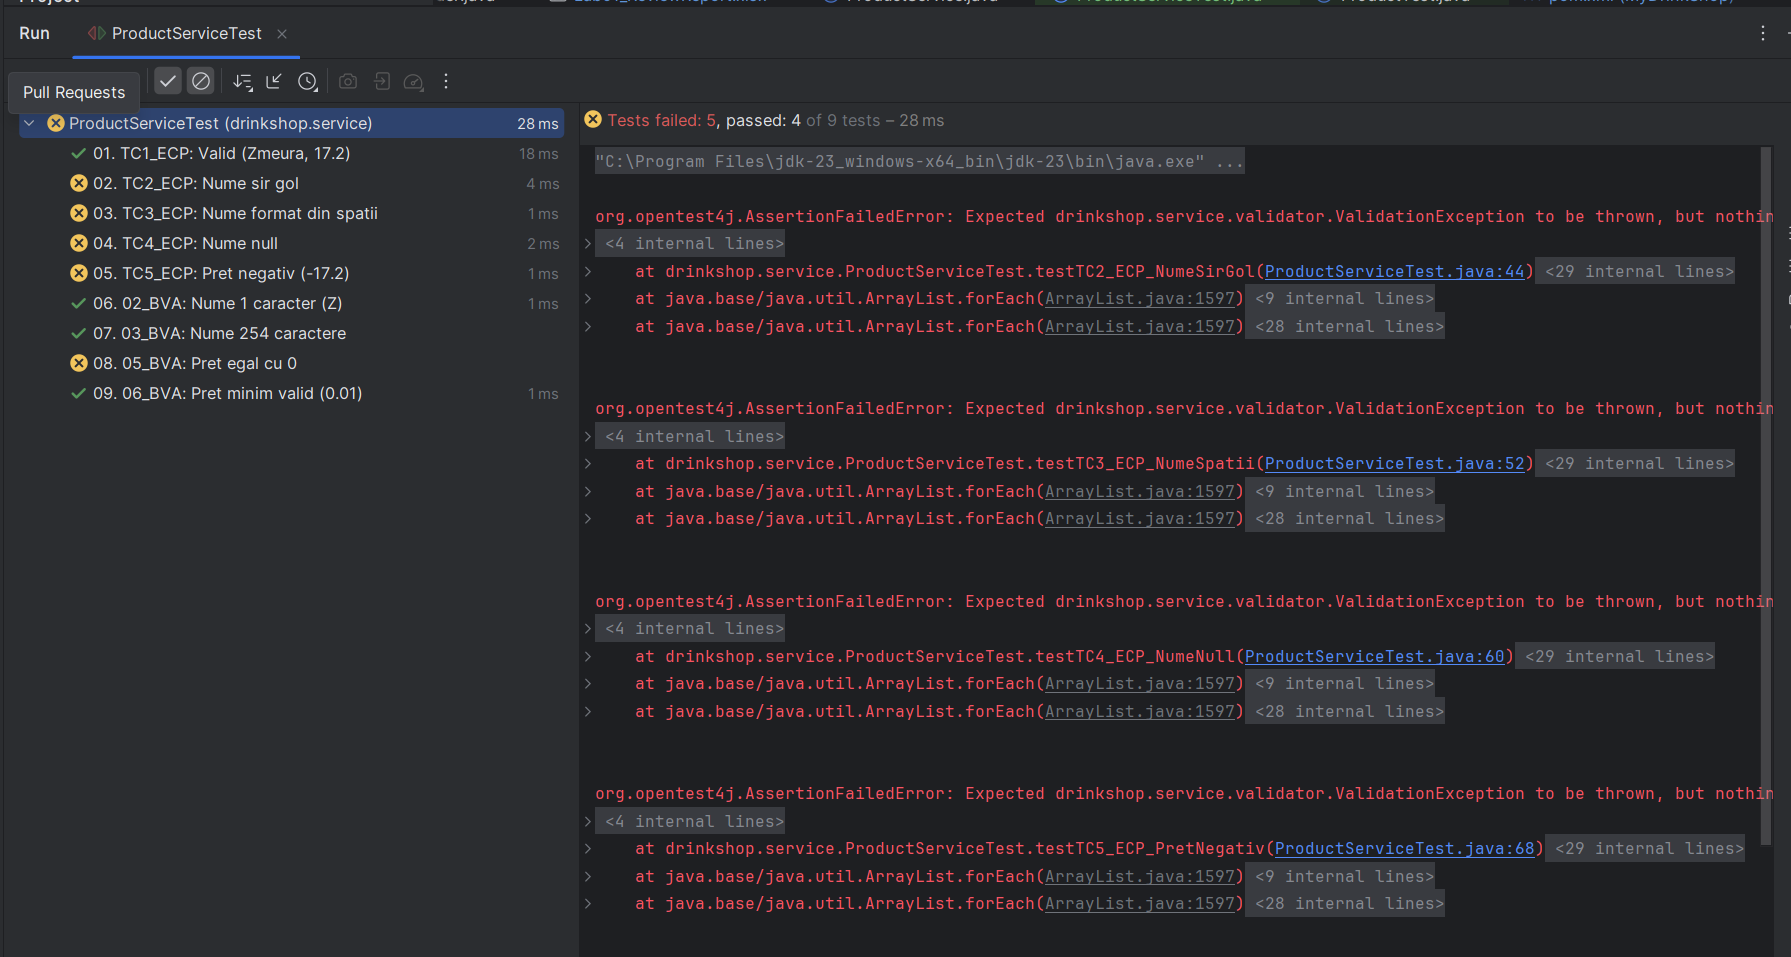 Project
Run
ProductServiceTest
Pull Requests
ProductServiceTest (drinkshop.service) 28 ms
01. TC1_ECP: Valid (Zmeura, 17.2) 18 ms
02. TC2_ECP: Nume sir gol 4 ms
03. TC3_ECP: Nume format din spatii 1 ms
04. TC4_ECP: Nume null 2 ms
05. TC5_ECP: Pret negativ (-17.2) 1 ms
06. 02_BVA: Nume 1 caracter (Z) 1 ms
07. 03_BVA: Nume 254 caractere
08. 05_BVA: Pret egal cu 0
09. 06_BVA: Pret minim valid (0.01) 1 ms
Tests failed: 5, passed: 4 of 9 tests – 28 ms
"C:\Program Files\jdk-23_windows-x64_bin\jdk-23\bin\java.exe" ...
org.opentest4j.AssertionFailedError: Expected drinkshop.service.validator.ValidationException to be thrown, but nothin
<4 internal lines>
at drinkshop.service.ProductServiceTest.testTC2_ECP_NumeSirGol(ProductServiceTest.java:44) <29 internal lines>
at java.base/java.util.ArrayList.forEach(ArrayList.java:1597) <9 internal lines>
at java.base/java.util.ArrayList.forEach(ArrayList.java:1597) <28 internal lines>
org.opentest4j.AssertionFailedError: Expected drinkshop.service.validator.ValidationException to be thrown, but nothin
<4 internal lines>
at drinkshop.service.ProductServiceTest.testTC3_ECP_NumeSpatii(ProductServiceTest.java:52) <29 internal lines>
at java.base/java.util.ArrayList.forEach(ArrayList.java:1597) <9 internal lines>
at java.base/java.util.ArrayList.forEach(ArrayList.java:1597) <28 internal lines>
org.opentest4j.AssertionFailedError: Expected drinkshop.service.validator.ValidationException to be thrown, but nothin
<4 internal lines>
at drinkshop.service.ProductServiceTest.testTC4_ECP_NumeNull(ProductServiceTest.java:60) <29 internal lines>
at java.base/java.util.ArrayList.forEach(ArrayList.java:1597) <9 internal lines>
at java.base/java.util.ArrayList.forEach(ArrayList.java:1597) <28 internal lines>
org.opentest4j.AssertionFailedError: Expected drinkshop.service.validator.ValidationException to be thrown, but nothin
<4 internal lines>
at drinkshop.service.ProductServiceTest.testTC5_ECP_PretNegativ(ProductServiceTest.java:68) <29 internal lines>
at java.base/java.util.ArrayList.forEach(ArrayList.java:1597) <9 internal lines>
at java.base/java.util.ArrayList.forEach(ArrayList.java:1597) <28 internal lines>